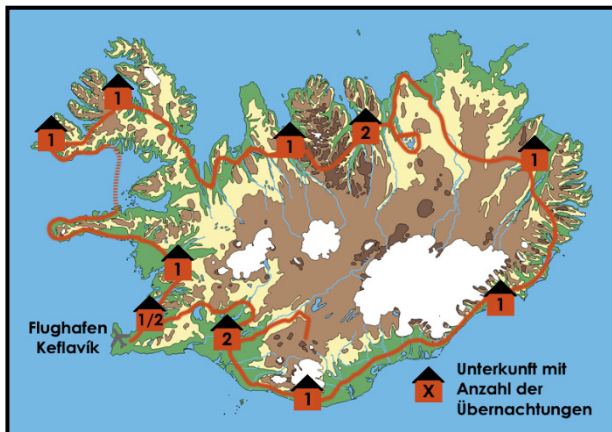 1
1
1
2
1
1
1/2
Flughafen
Keflavík
2
1
1
X
Unterkunft mit
Anzahl der
Übernachtungen